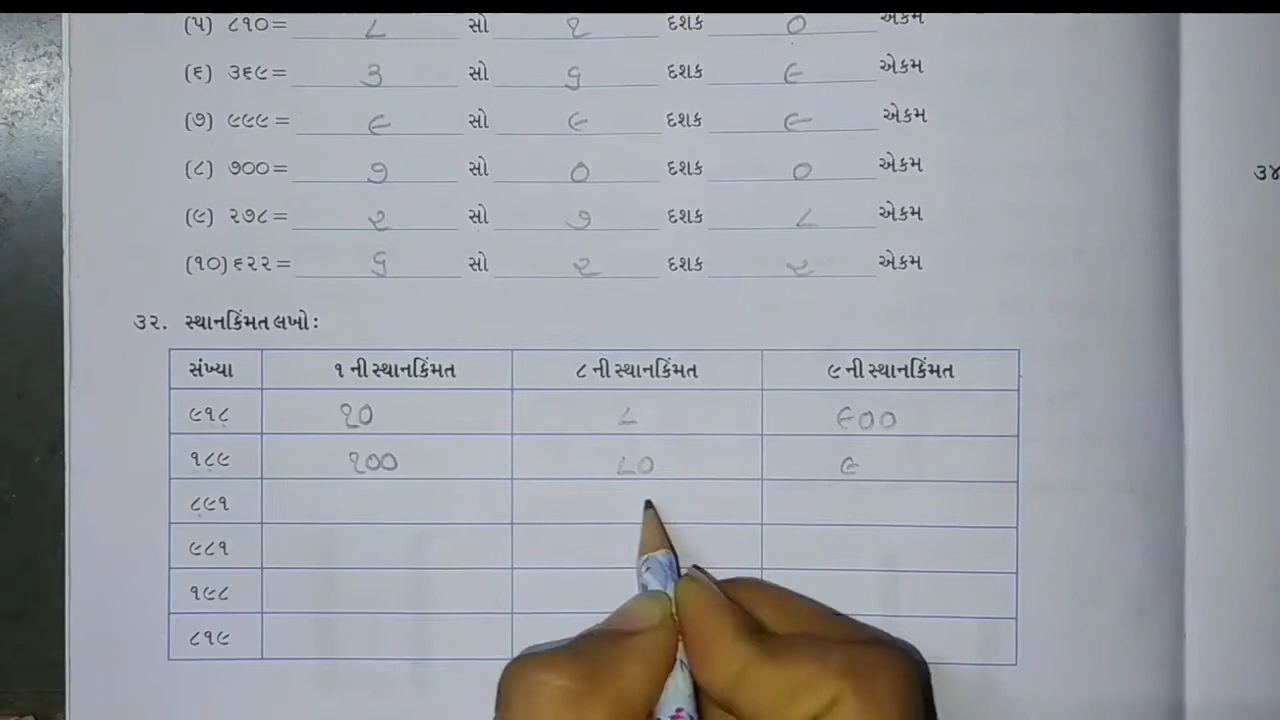 (૫) ૮૧૦ = ૮ સો ૧ દશક ૦ એકમ
(૬) ૩૬૯ = ૩ સો ૬ દશક ૯ એકમ
(૭) ૯૯૯ = ૯ સો ૯ દશક ૯ એકમ
(૮) ૭૦૦ = ૭ સો ૦ દશક ૦ એકમ
(૯) ૨૭૮ = ૨ સો ૭ દશક ૮ એકમ
(૧૦) ૬૨૨ = ૬ સો ૨ દશક ૨ એકમ
૩૪
૩૨. સ્થાનકિંમત લખો :
સંખ્યા ૧ ની સ્થાનકિંમત ૮ ની સ્થાનકિંમત ૯ ની સ્થાનકિંમત
૯૧૮ ૧૦ ૮ ૯૦૦
૧૮૯ ૧૦૦ ૮૦ ૯
૮૯૧
૯૮૧
૧૯૮
૮૧૯